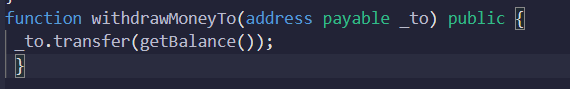 function withdrawMoneyTo(address payable _to) public {
_to.transfer(getBalance());
}